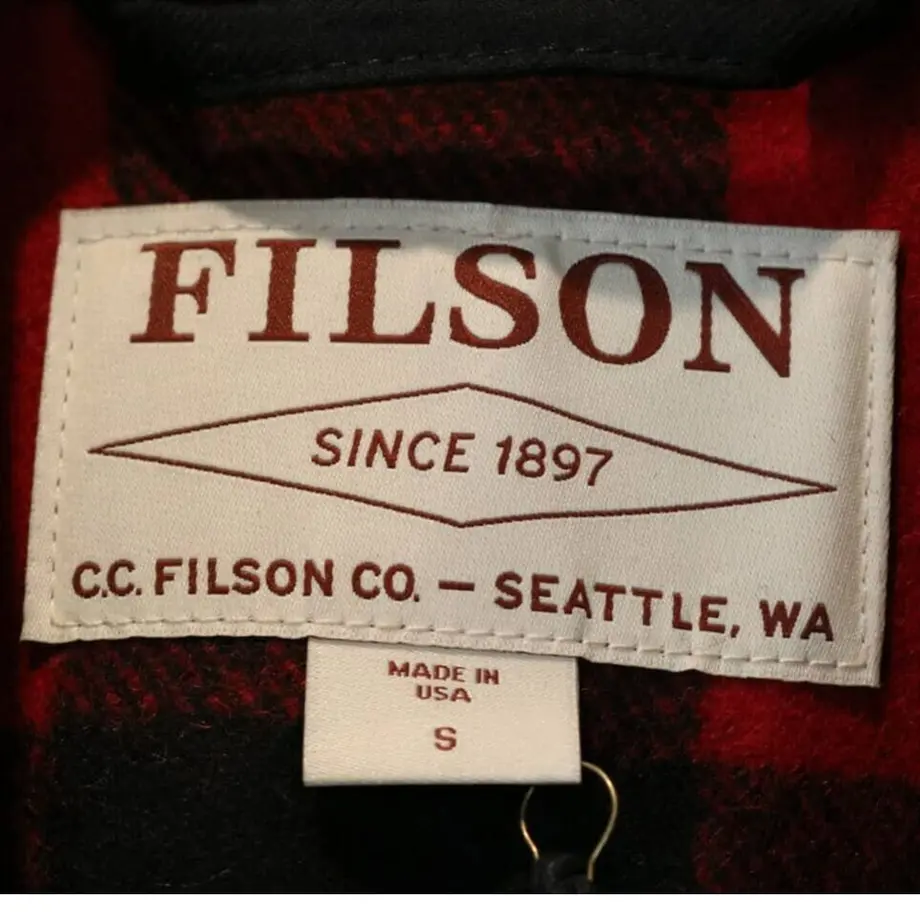 FILSON
SINCE 1897
C.C. FILSON CO. — SEATTLE, WA
MADE IN
USA
S